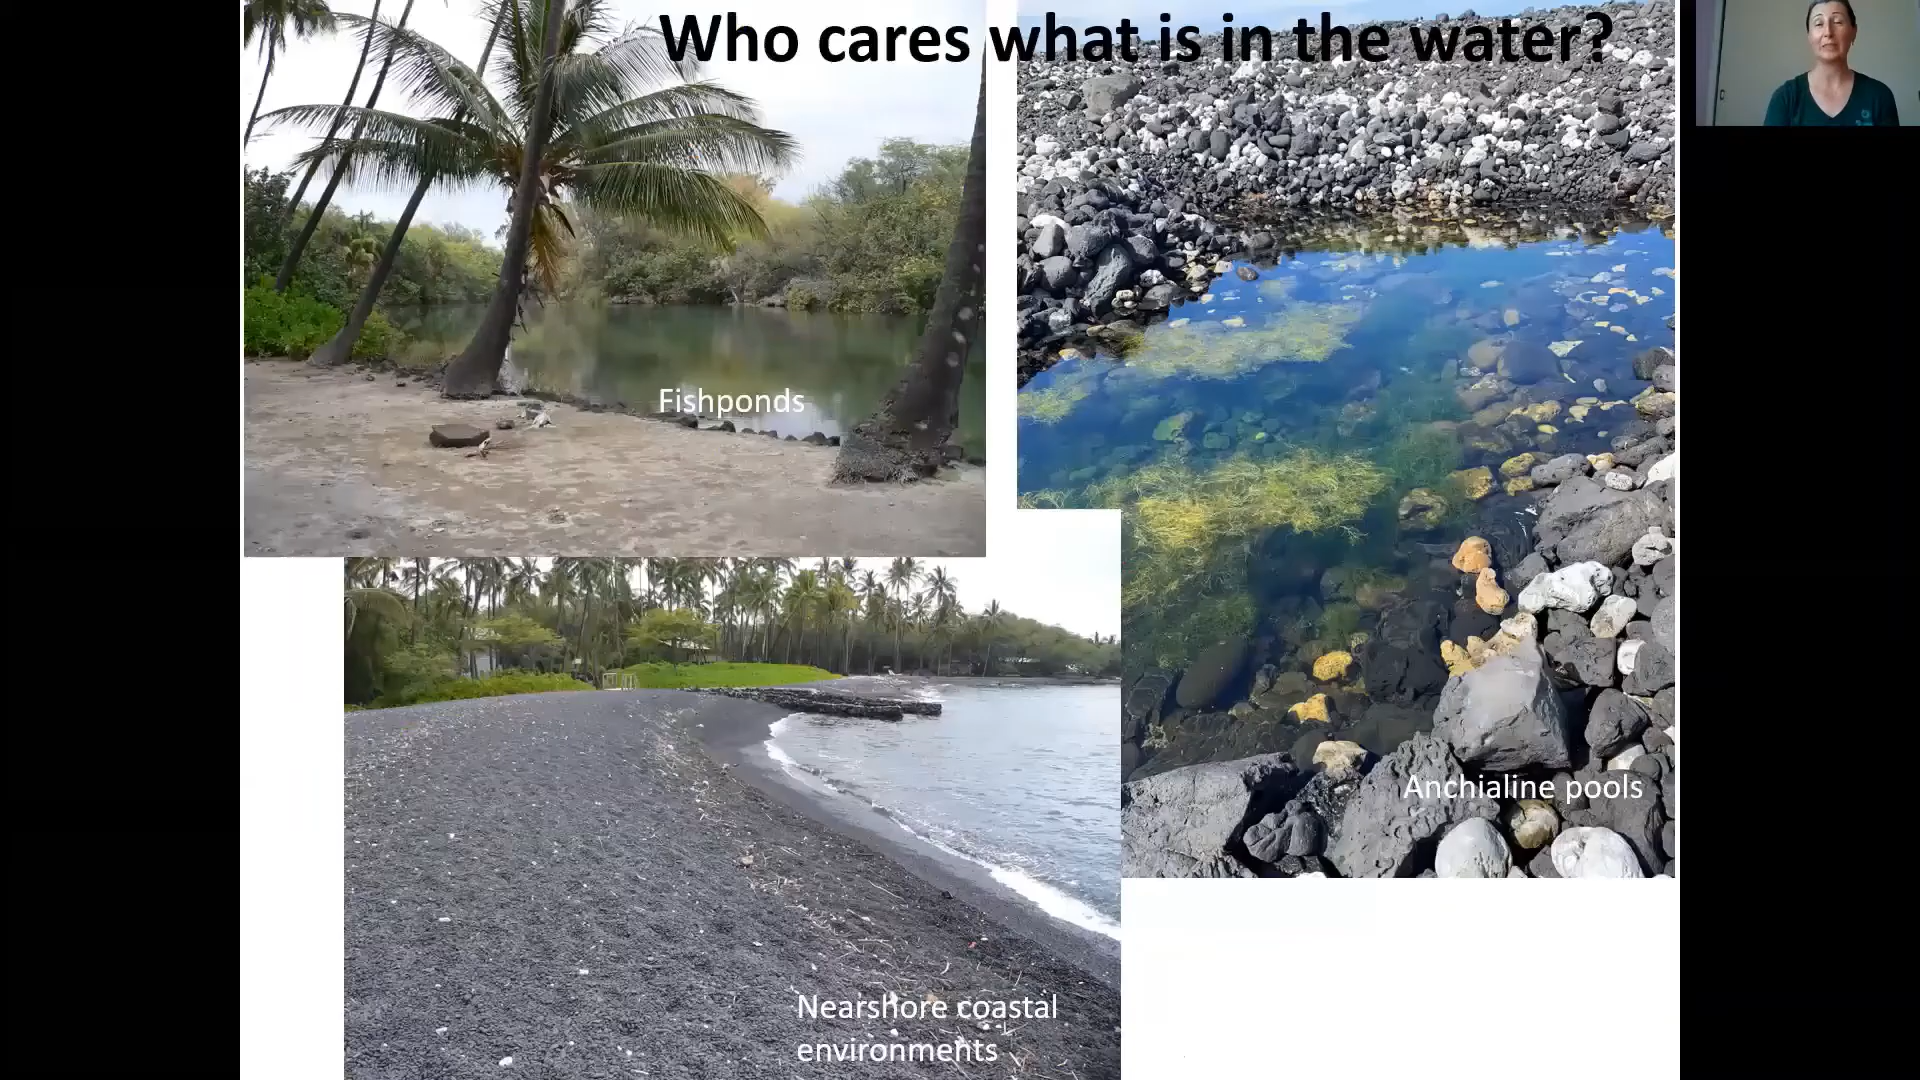 Who cares what is in the water?
Fishponds
Anchialine pools
Nearshore coastal
environments